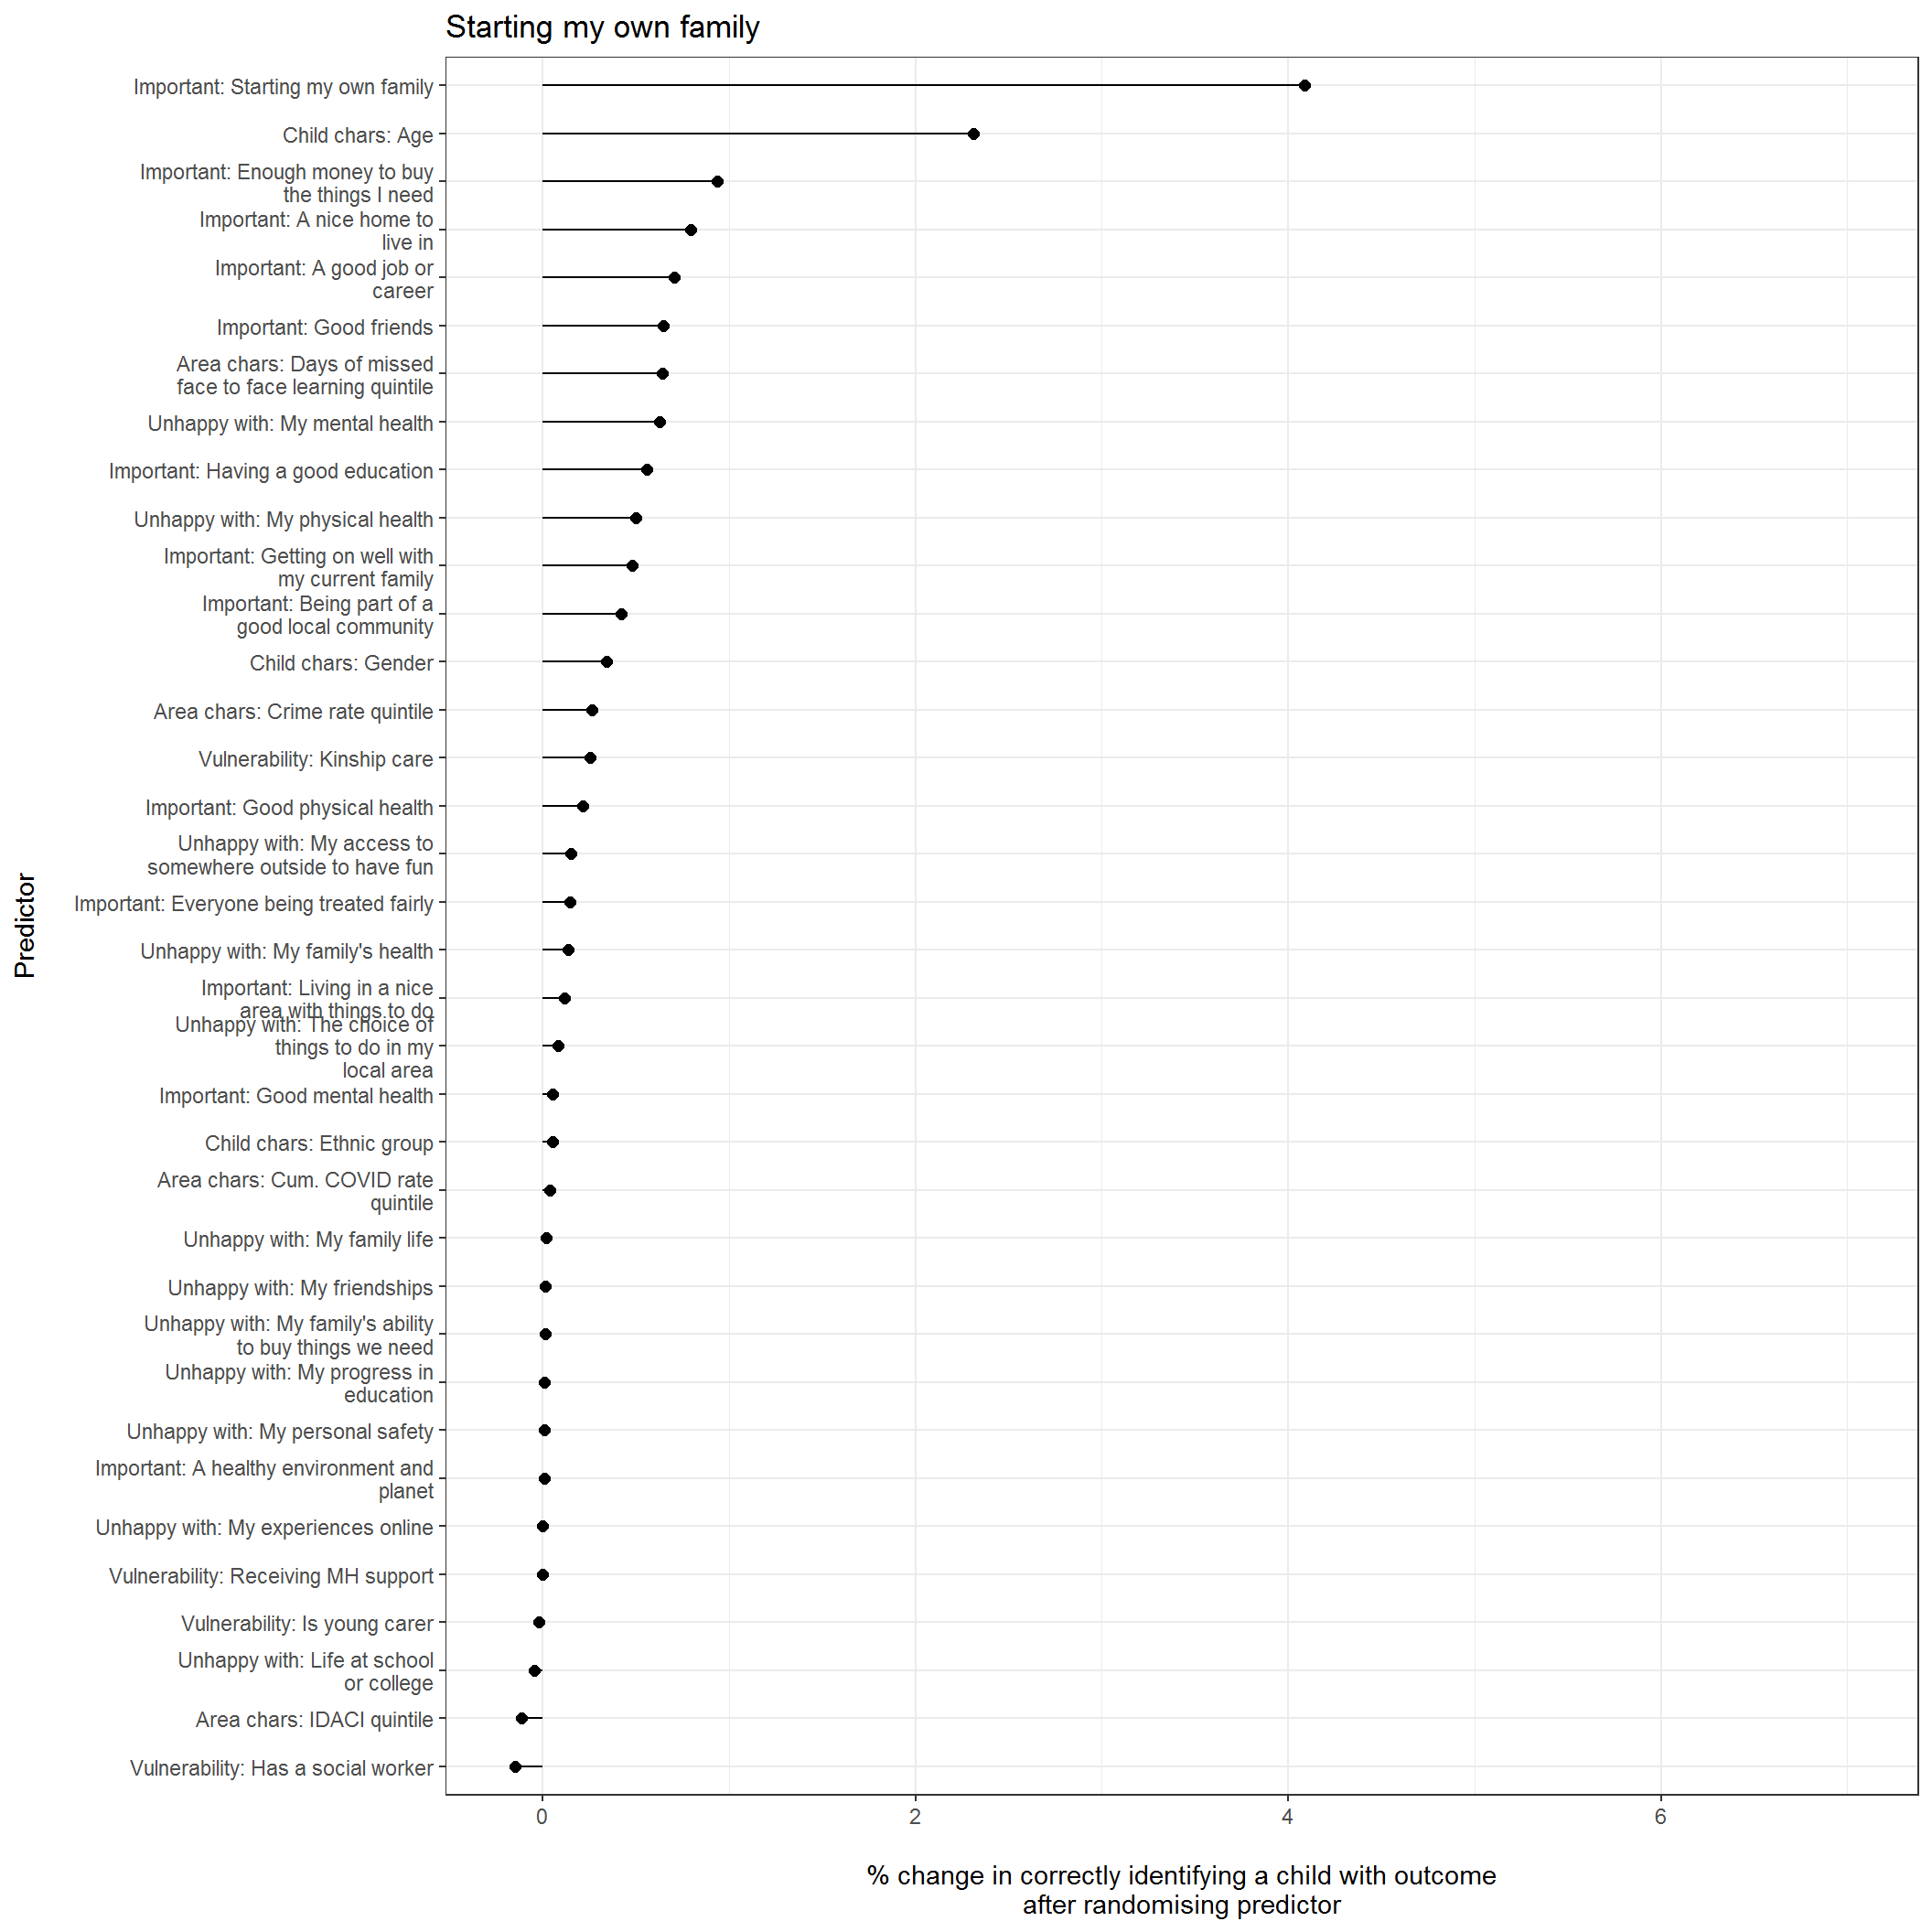 Starting my own family
Important: Starting my own family
Child chars: Age
Important: Enough money to buy
the things I need
Important: A nice home to
live in
Important: A good job or
career
Important: Good friends
Area chars: Days of missed
face to face learning quintile
Unhappy with: My mental health
Important: Having a good education
Unhappy with: My physical health
Important: Getting on well with
my current family
Important: Being part of a
good local community
Child chars: Gender
Area chars: Crime rate quintile
Vulnerability: Kinship care
Important: Good physical health
Unhappy with: My access to
somewhere outside to have fun
Important: Everyone being treated fairly
Unhappy with: My family's health
Important: Living in a nice
area with things to do
Unhappy with: The choice of
things to do in my
local area
Important: Good mental health
Child chars: Ethnic group
Area chars: Cum. COVID rate
quintile
Unhappy with: My family life
Unhappy with: My friendships
Unhappy with: My family's ability
to buy things we need
Unhappy with: My progress in
education
Unhappy with: My personal safety
Important: A healthy environment and
planet
Unhappy with: My experiences online
Vulnerability: Receiving MH support
Vulnerability: Is young carer
Unhappy with: Life at school
or college
Area chars: IDACI quintile
Vulnerability: Has a social worker
Predictor
0 2 4 6
% change in correctly identifying a child with outcome
after randomising predictor